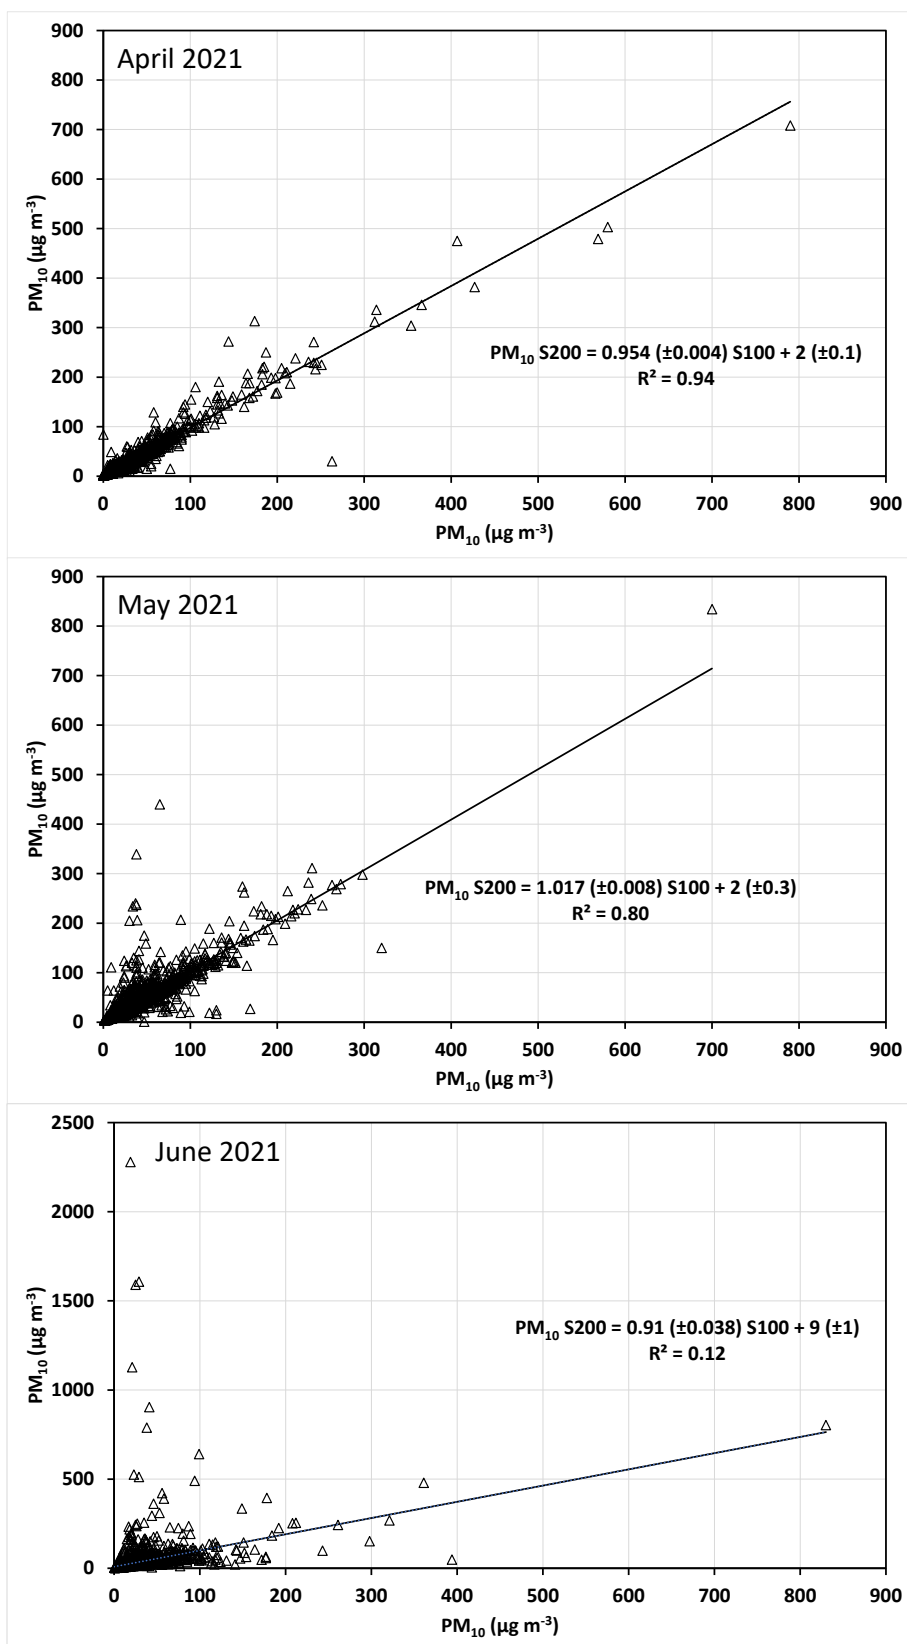 April 2021
900
800
700
600
500
400
300
200
100
0
PM₁₀ (µg m⁻³)
PM₁₀ S200 = 0.954 (±0.004) S100 + 2 (±0.1)
R² = 0.94
0 100 200 300 400 500 600 700 800 900
PM₁₀ (µg m⁻³)
May 2021
900
800
700
600
500
400
300
200
100
0
PM₁₀ (µg m⁻³)
PM₁₀ S200 = 1.017 (±0.008) S100 + 2 (±0.3)
R² = 0.80
0 100 200 300 400 500 600 700 800 900
PM₁₀ (µg m⁻³)
June 2021
2500
2000
1500
1000
500
0
PM₁₀ (µg m⁻³)
PM₁₀ S200 = 0.91 (±0.038) S100 + 9 (±1)
R² = 0.12
0 100 200 300 400 500 600 700 800 900
PM₁₀ (µg m⁻³)